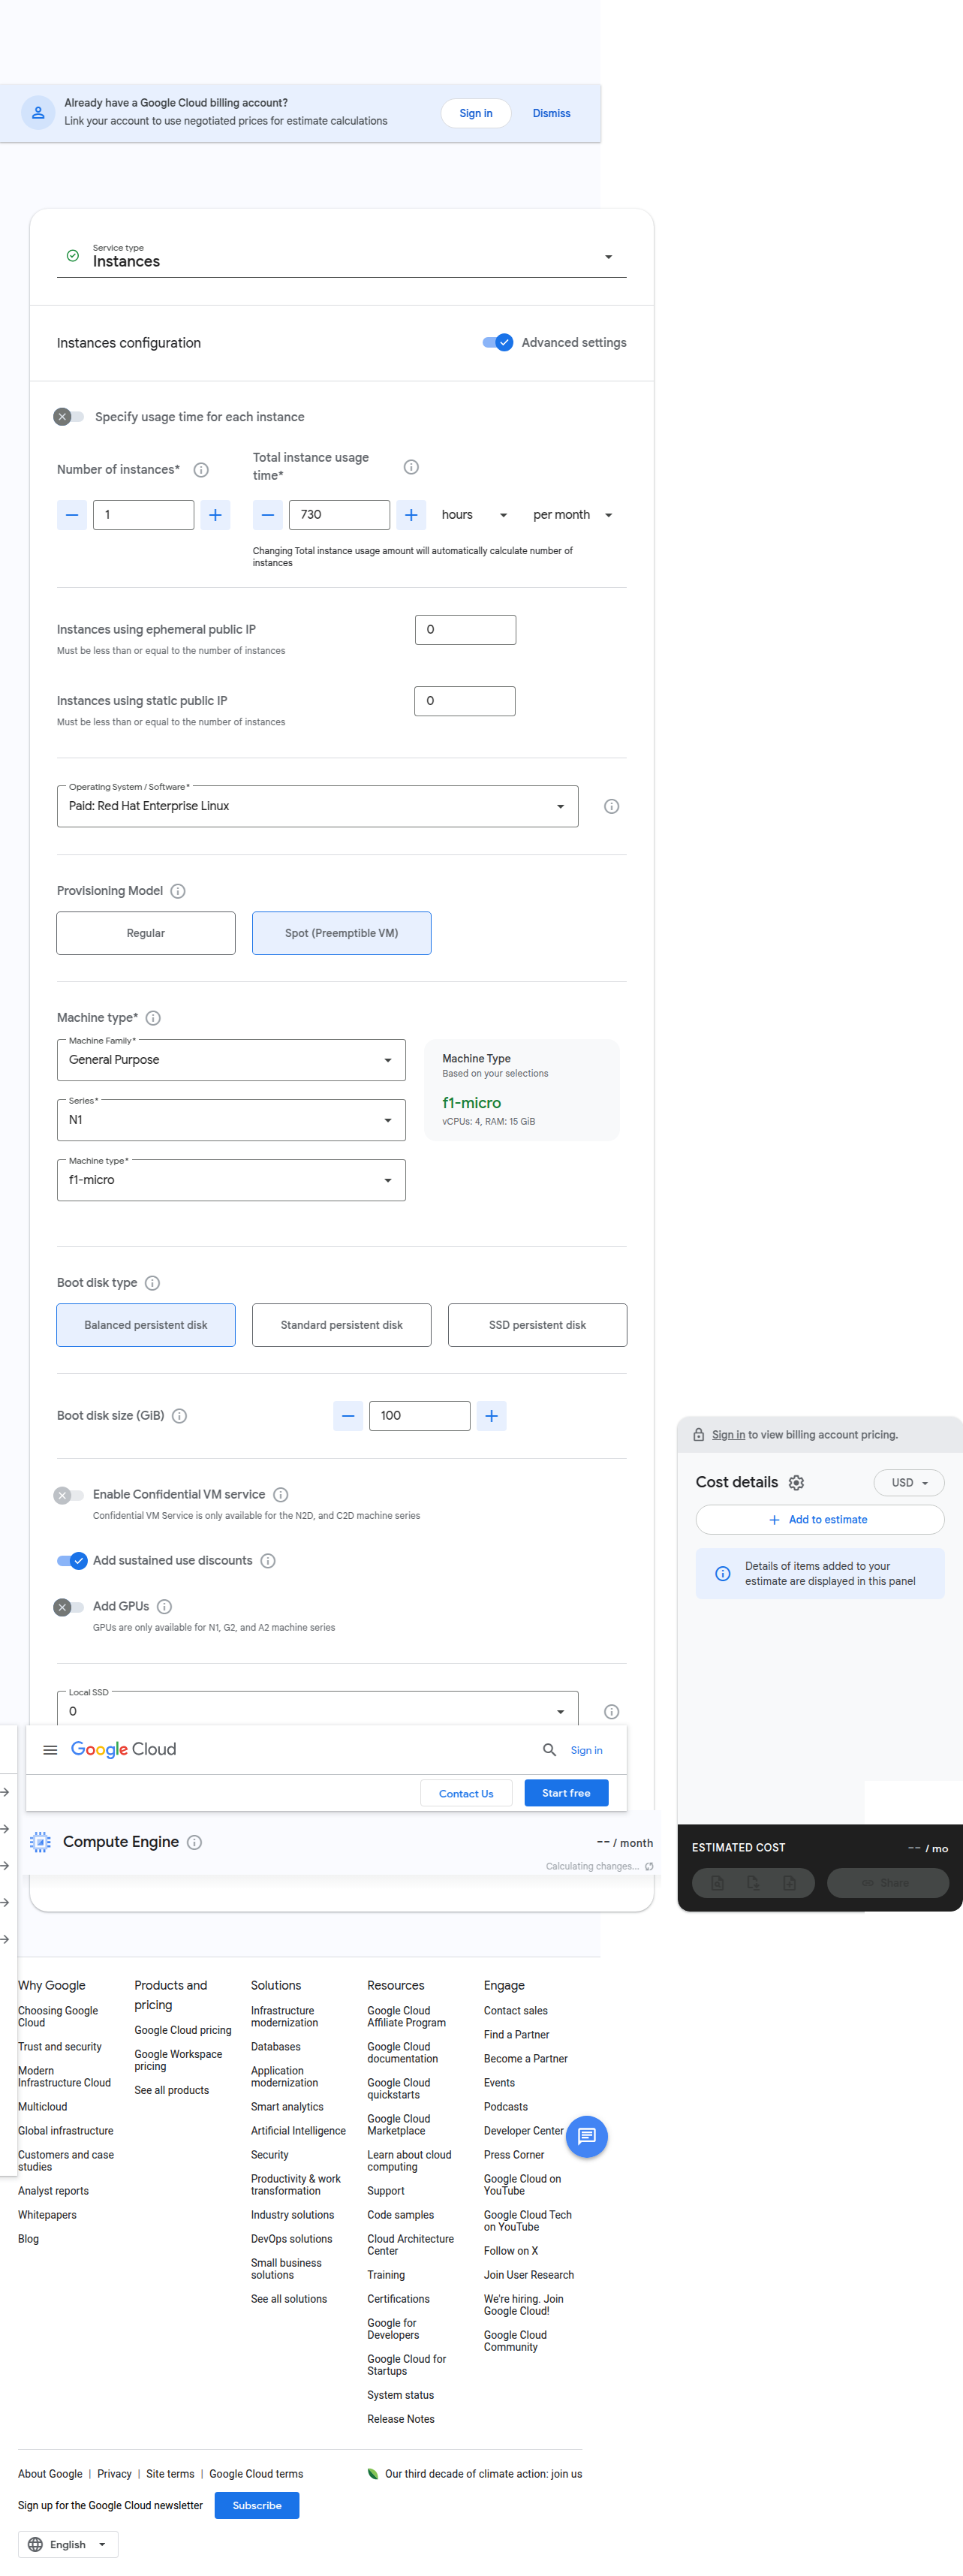 Already have a Google Cloud billing account?
Link your account to use negotiated prices for estimate calculations
Sign in
Dismiss
Service type
Instances
Instances configuration
Advanced settings
Specify usage time for each instance
Number of instances*
Total instance usage
time*
1
730
hours
per month
Changing Total instance usage amount will automatically calculate number of
instances
Instances using ephemeral public IP
0
Must be less than or equal to the number of instances
Instances using static public IP
0
Must be less than or equal to the number of instances
Operating System / Software*
Paid: Red Hat Enterprise Linux
Provisioning Model
Regular
Spot (Preemptible VM)
Machine type*
Machine Family*
General Purpose
Series*
N1
Machine type*
f1-micro
Machine Type
Based on your selections
f1-micro
vCPUs: 4, RAM: 15 GiB
Boot disk type
Balanced persistent disk
Standard persistent disk
SSD persistent disk
Boot disk size (GiB)
100
Enable Confidential VM service
Confidential VM Service is only available for the N2D, and C2D machine series
Add sustained use discounts
Add GPUs
GPUs are only available for N1, G2, and A2 machine series
Local SSD
0
Sign in to view billing account pricing.
Cost details
USD
Add to estimate
Details of items added to your
estimate are displayed in this panel
Google Cloud
Sign in
Contact Us
Start free
Compute Engine
-- / month
Calculating changes...
ESTIMATED COST
-- / mo
Share
Why Google
Choosing Google
Cloud
Trust and security
Modern
Infrastructure Cloud
Multicloud
Global infrastructure
Customers and case
studies
Analyst reports
Whitepapers
Blog
Products and
pricing
Google Cloud pricing
Google Workspace
pricing
See all products
Solutions
Infrastructure
modernization
Databases
Application
modernization
Smart analytics
Artificial Intelligence
Security
Productivity & work
transformation
Industry solutions
DevOps solutions
Small business
solutions
See all solutions
Resources
Google Cloud
Affiliate Program
Google Cloud
documentation
Google Cloud
quickstarts
Google Cloud
Marketplace
Learn about cloud
computing
Support
Code samples
Cloud Architecture
Center
Training
Certifications
Google for
Developers
Google Cloud for
Startups
System status
Release Notes
Engage
Contact sales
Find a Partner
Become a Partner
Events
Podcasts
Developer Center
Press Corner
Google Cloud on
YouTube
Google Cloud Tech
on YouTube
Follow on X
Join User Research
We're hiring. Join
Google Cloud!
Google Cloud
Community
About Google | Privacy | Site terms | Google Cloud terms
Our third decade of climate action: join us
Sign up for the Google Cloud newsletter
Subscribe
English